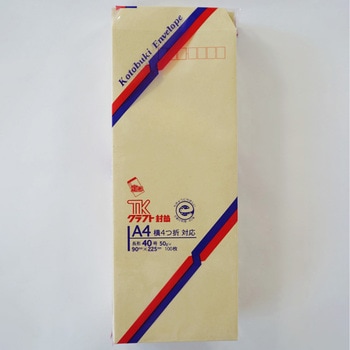 Kotobuki Envelope
TK
クラフト封筒
A4 横4つ折 対応
長形 40号 50g/㎡
90mm×225mm 100枚